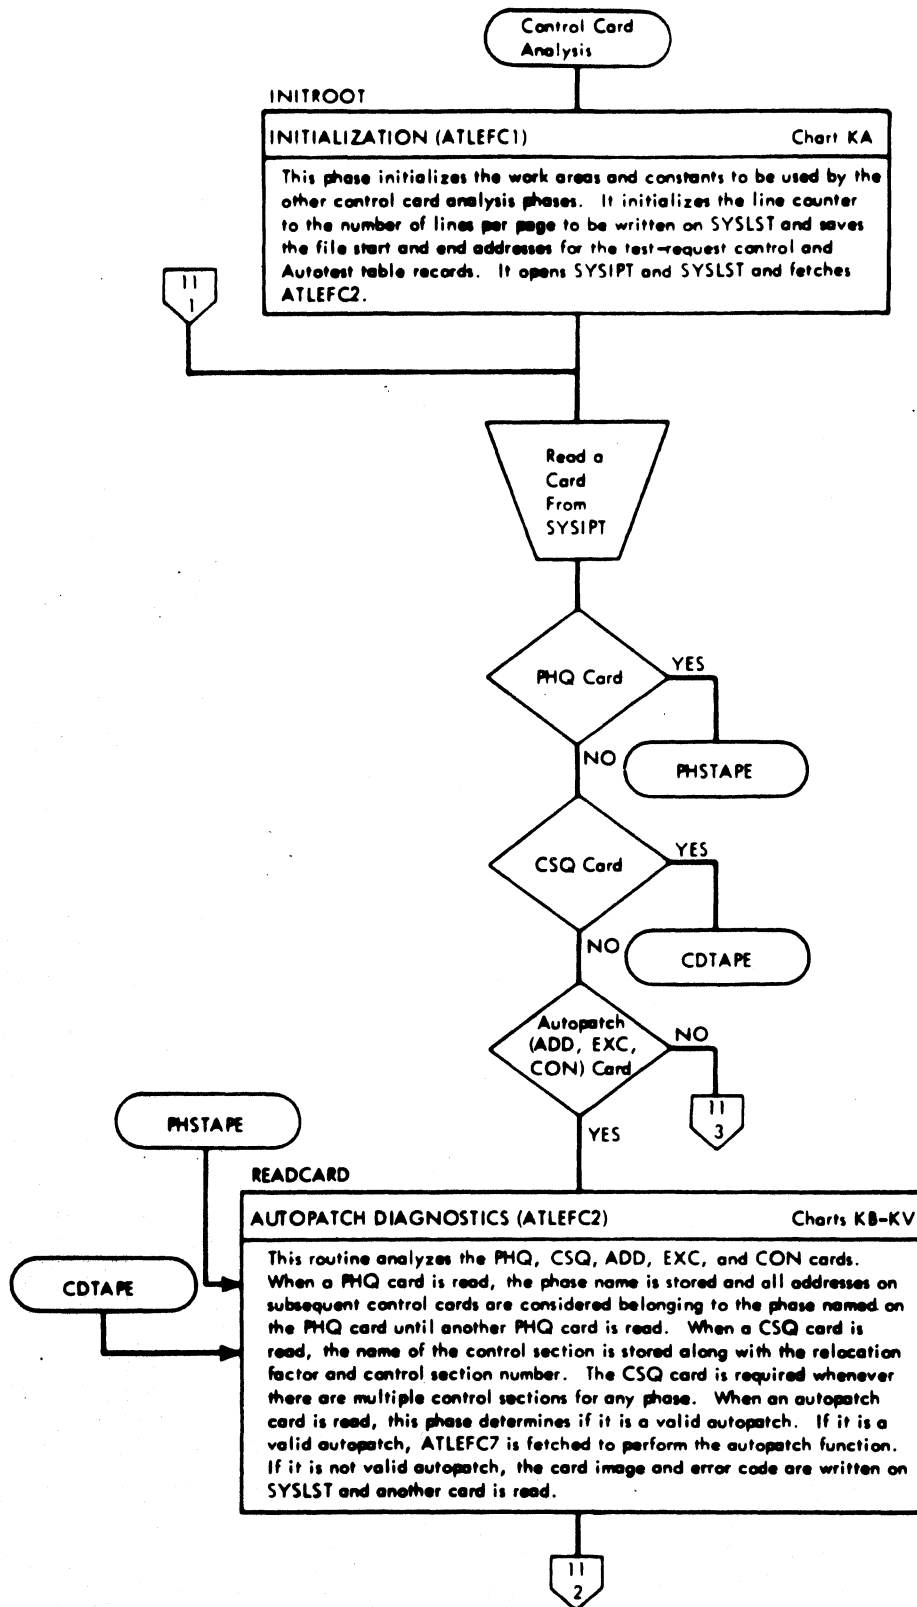 Control Card
Analysis
INITROOT
INITIALIZATION (ATLEFC1) Chart KA
This phase initializes the work areas and constants to be used by the
other control card analysis phases. It initializes the line counter
to the number of lines per page to be written on SYSLST and saves
the file start and end addresses for the test-request control and
Autotest table records. It opens SYSIPT and SYSLST and fetches
ATLEFC2.
11
1
Read a
Card
From
SYSIPT
PHQ Card
YES
NO
PHSTAPE
CSQ Card
YES
NO
CDTAPE
Autopatch
(ADD, EXC,
CON) Card
NO
11
3
YES
PHSTAPE
READCARD
AUTOPATCH DIAGNOSTICS (ATLEFC2) Charts KB-KV
CDTAPE
This routine analyzes the PHQ, CSQ, ADD, EXC, and CON cards.
When a PHQ card is read, the phase name is stored and all addresses on
subsequent control cards are considered belonging to the phase named on
the PHQ card until another PHQ card is read. When a CSQ card is
read, the name of the control section is stored along with the relocation
factor and control section number. The CSQ card is required whenever
there are multiple control sections for any phase. When an autopatch
card is read, this phase determines if it is a valid autopatch. If it is a
valid autopatch, ATLEFC7 is fetched to perform the autopatch function.
If it is not valid autopatch, the card image and error code are written on
SYSLST and another card is read.
11
2